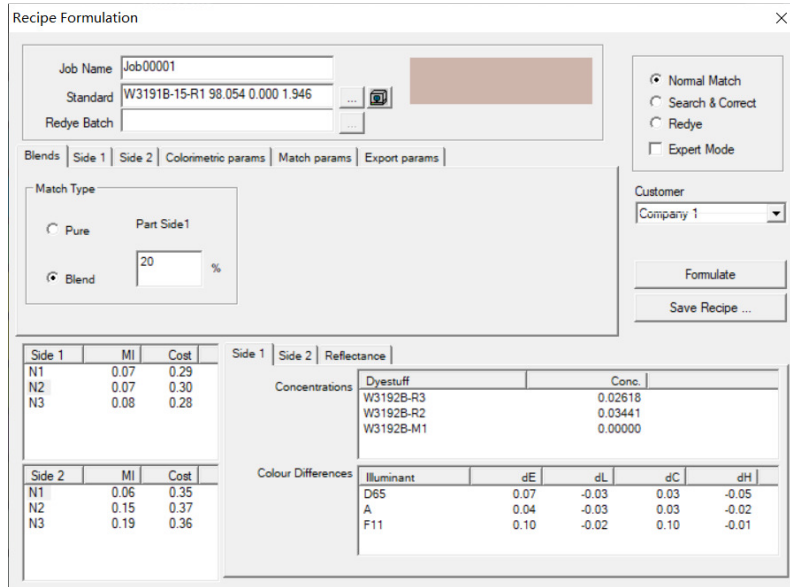 Recipe Formulation
Job Name Job00001
Standard W3191B-15-R1 98.054 0.000 1.946 ...
Redye Batch ...
Normal Match
Search & Correct
Redye
Expert Mode
Blends Side 1 Side 2 Colorimetric params Match params Export params
Match Type
Pure Part Side1
Blend 20 %
Customer
Company 1
Formulate
Save Recipe ...
Side 1 MI Cost
N1 0.07 0.29
N2 0.07 0.30
N3 0.08 0.28
Side 2 MI Cost
N1 0.06 0.35
N2 0.15 0.37
N3 0.19 0.36
Side 1 Side 2 Reflectance
Concentrations Dyestuff Conc.
W3192B-R3 0.02618
W3192B-R2 0.03441
W3192B-M1 0.00000
Colour Differences Illuminant dE dL dC dH
D65 0.07 -0.03 0.03 -0.05
A 0.04 -0.03 0.03 -0.02
F11 0.10 -0.02 0.10 -0.01